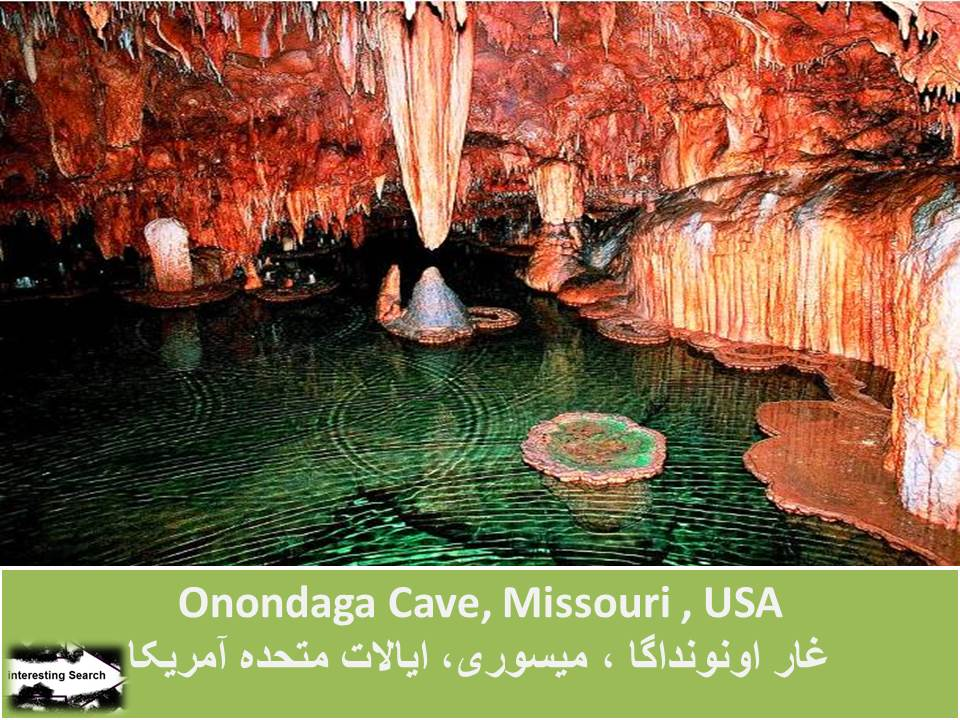 Onondaga Cave, Missouri , USA
غار اونونداگا ، میسوری، ایالات متحده آمریکا
interesting Search